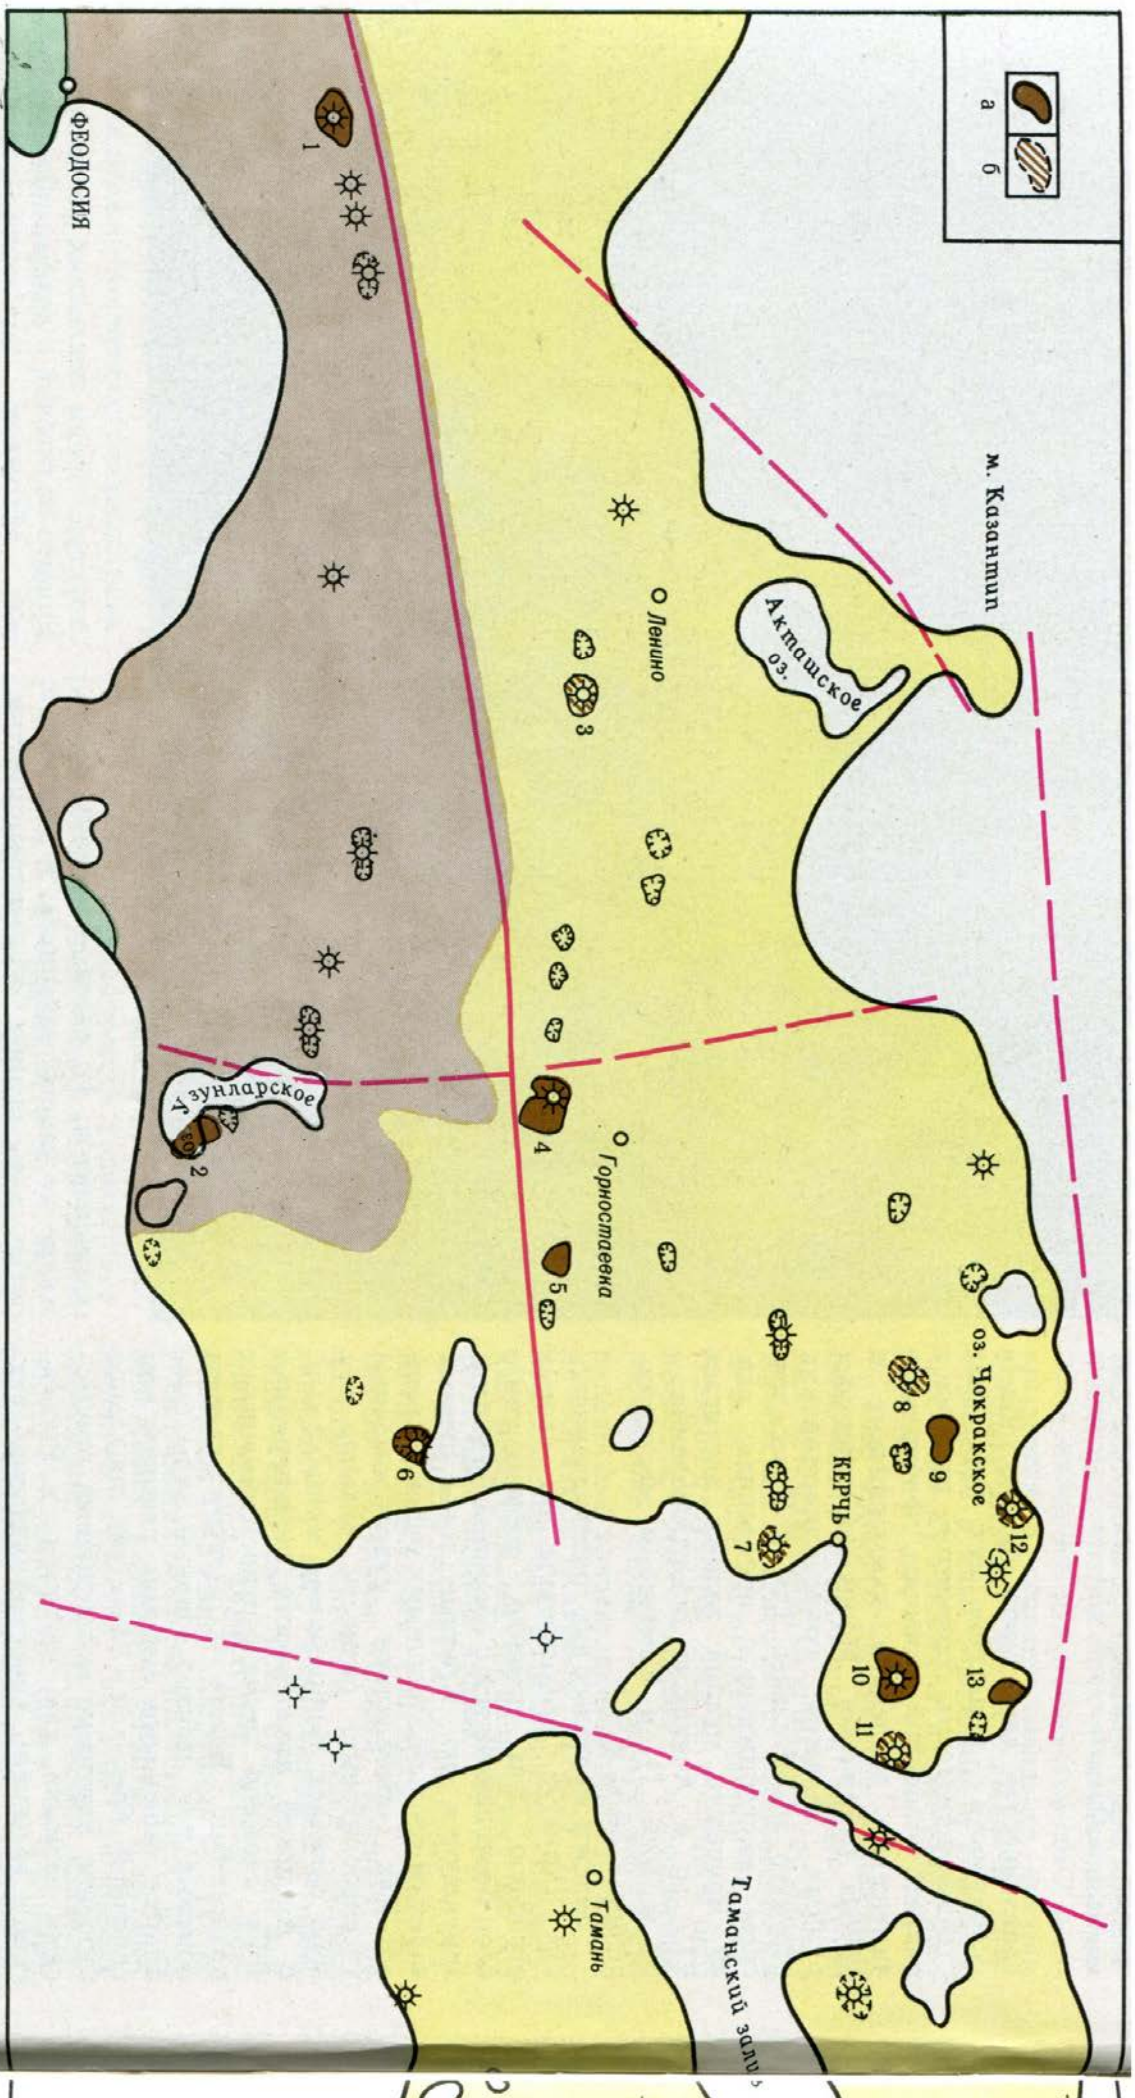 а
б
м. Казантип
Акташское
оз.
Ленино
3
ФЕОДОСИЯ
1
оз. Чокракское
12
13
8
9
КЕРЧЬ
7
10
11
Горностаевка
4
5
Узунларское
оз
2
6
Таманский залив
Тамань